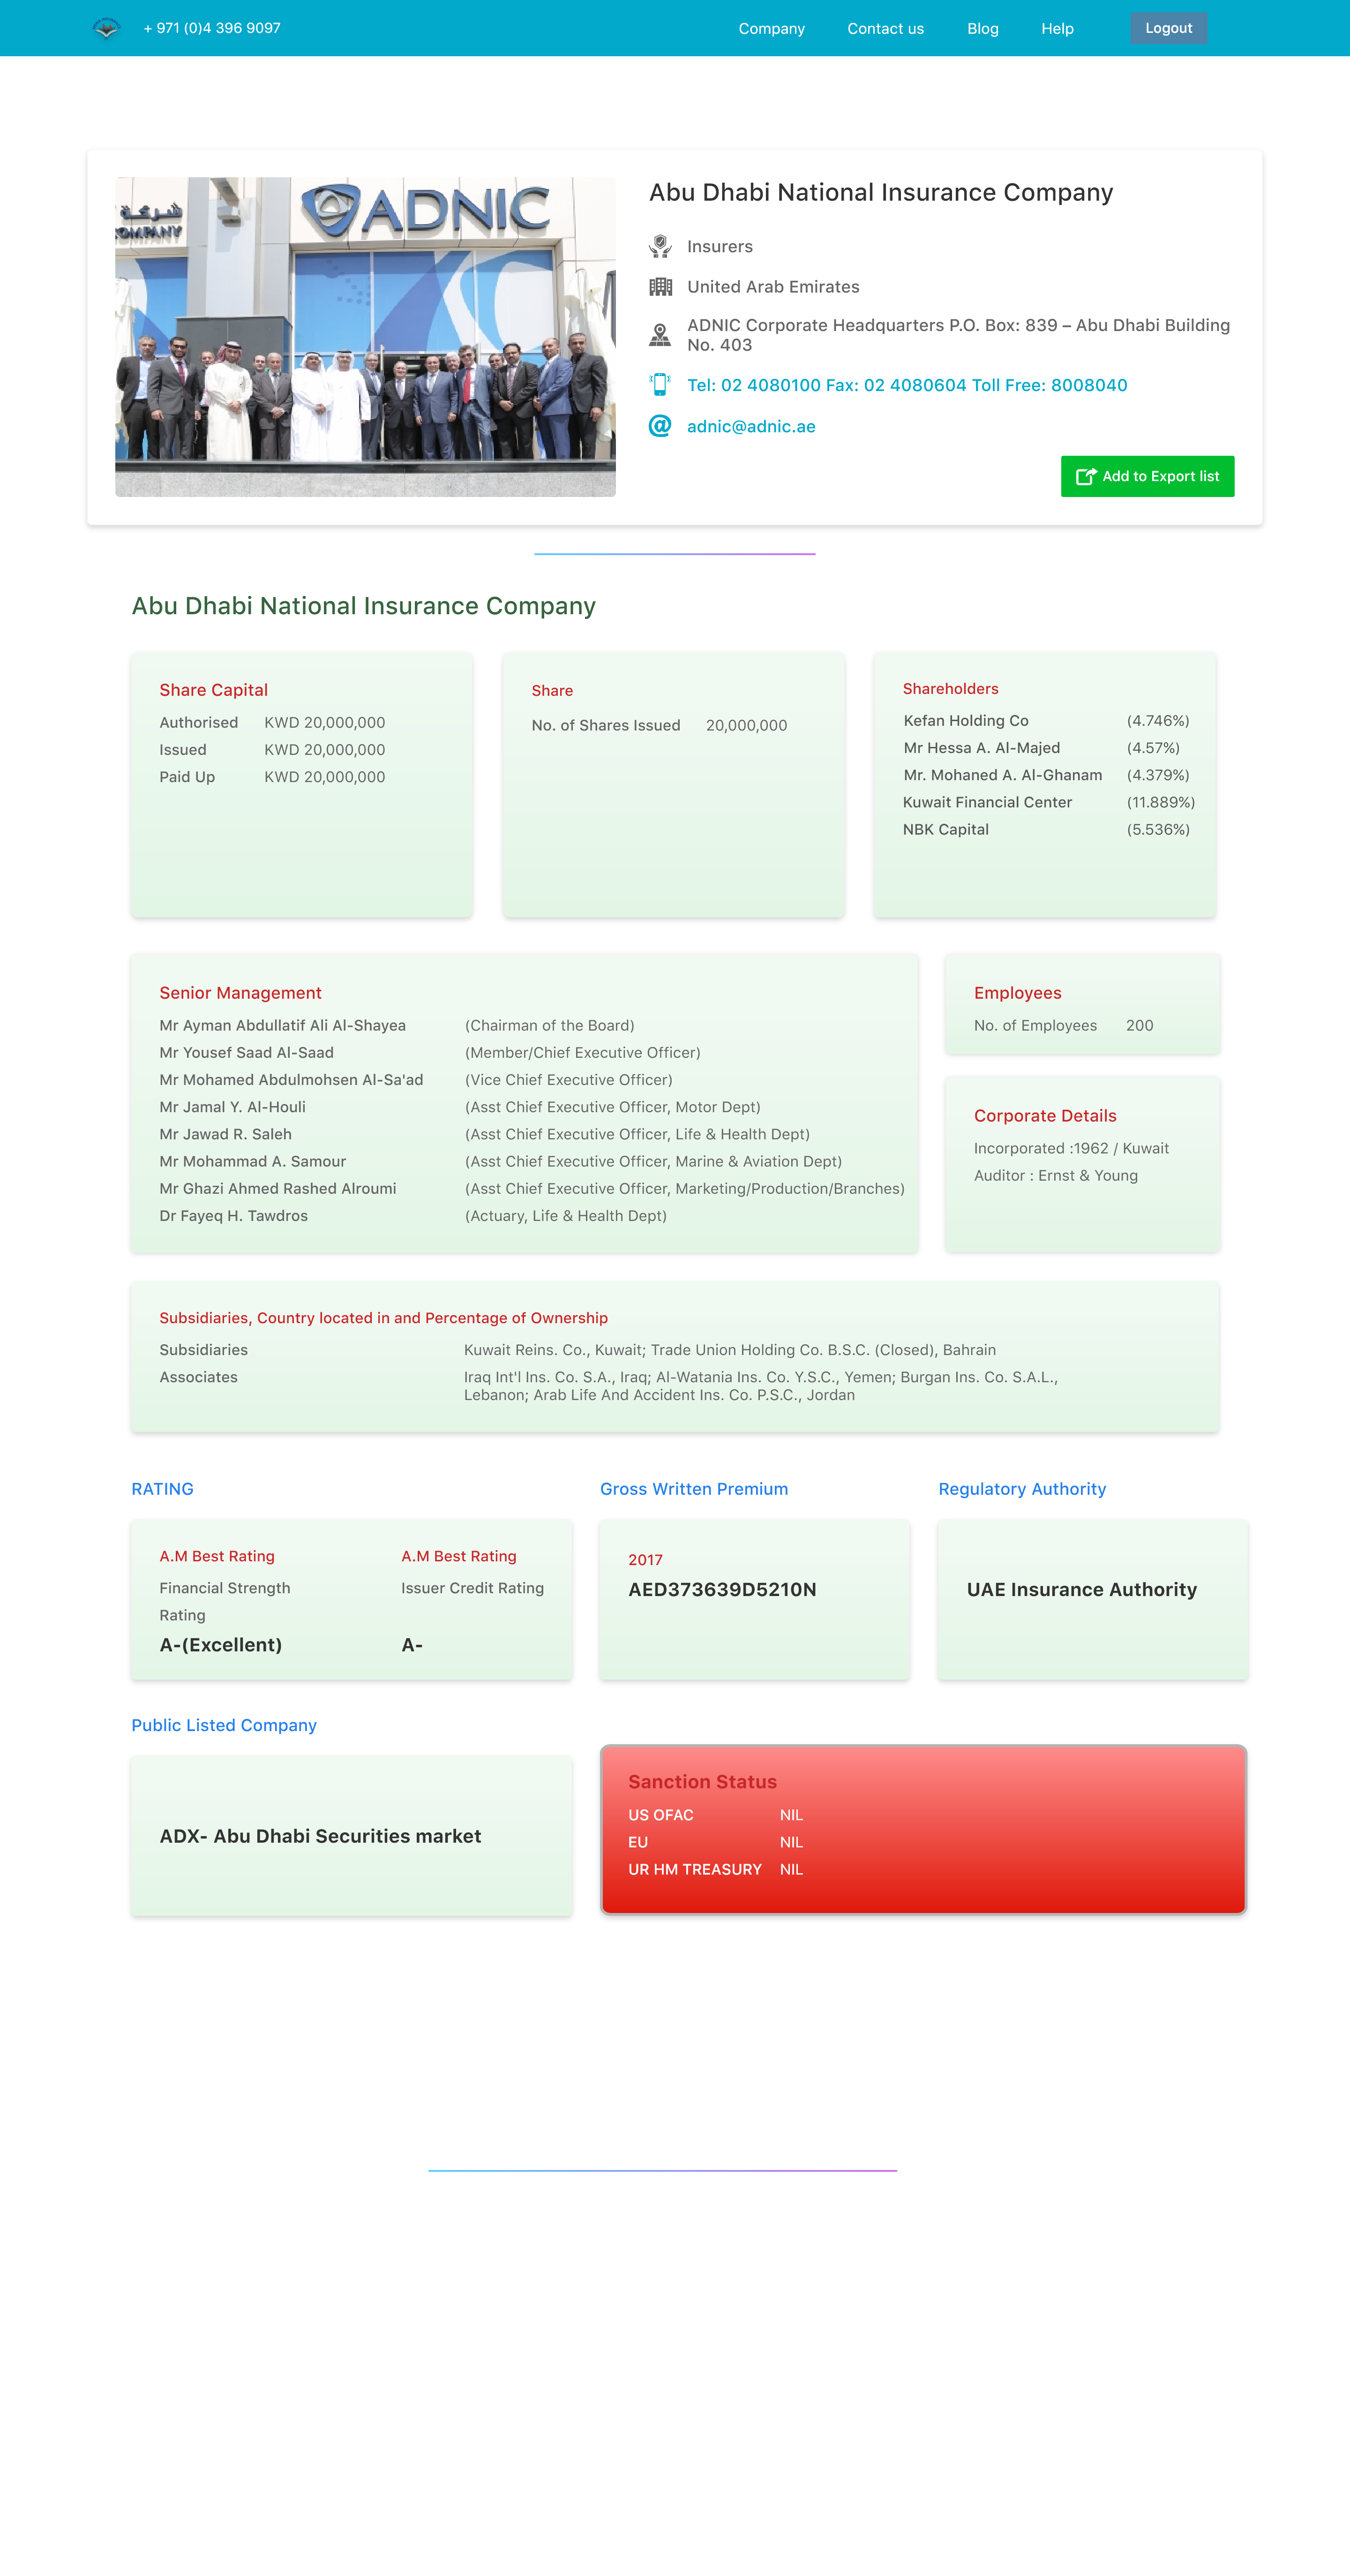 + 971 (0)4 396 9097 Company Contact us Blog Help Logout
شركة
COMPANY
ADNIC
Abu Dhabi National Insurance Company
Insurers
United Arab Emirates
ADNIC Corporate Headquarters P.O. Box: 839 – Abu Dhabi Building
No. 403
Tel: 02 4080100 Fax: 02 4080604 Toll Free: 8008040
adnic@adnic.ae
Add to Export list
Abu Dhabi National Insurance Company
Share Capital
Authorised KWD 20,000,000
Issued KWD 20,000,000
Paid Up KWD 20,000,000
Share
No. of Shares Issued 20,000,000
Shareholders
Kefan Holding Co (4.746%)
Mr Hessa A. Al-Majed (4.57%)
Mr. Mohaned A. Al-Ghanam (4.379%)
Kuwait Financial Center (11.889%)
NBK Capital (5.536%)
Senior Management
Mr Ayman Abdullatif Ali Al-Shayea (Chairman of the Board)
Mr Yousef Saad Al-Saad (Member/Chief Executive Officer)
Mr Mohamed Abdulmohsen Al-Sa'ad (Vice Chief Executive Officer)
Mr Jamal Y. Al-Houli (Asst Chief Executive Officer, Motor Dept)
Mr Jawad R. Saleh (Asst Chief Executive Officer, Life & Health Dept)
Mr Mohammad A. Samour (Asst Chief Executive Officer, Marine & Aviation Dept)
Mr Ghazi Ahmed Rashed Alroumi (Asst Chief Executive Officer, Marketing/Production/Branches)
Dr Fayeq H. Tawdros (Actuary, Life & Health Dept)
Employees
No. of Employees 200
Corporate Details
Incorporated :1962 / Kuwait
Auditor : Ernst & Young
Subsidiaries, Country located in and Percentage of Ownership
Subsidiaries Kuwait Reins. Co., Kuwait; Trade Union Holding Co. B.S.C. (Closed), Bahrain
Associates Iraq Int'l Ins. Co. S.A., Iraq; Al-Watania Ins. Co. Y.S.C., Yemen; Burgan Ins. Co. S.A.L.,
Lebanon; Arab Life And Accident Ins. Co. P.S.C., Jordan
RATING
A.M Best Rating A.M Best Rating
Financial Strength Issuer Credit Rating
Rating
A-(Excellent) A-
Gross Written Premium
2017
AED373639D5210N
Regulatory Authority
UAE Insurance Authority
Public Listed Company
ADX- Abu Dhabi Securities market
Sanction Status
US OFAC NIL
EU NIL
UR HM TREASURY NIL